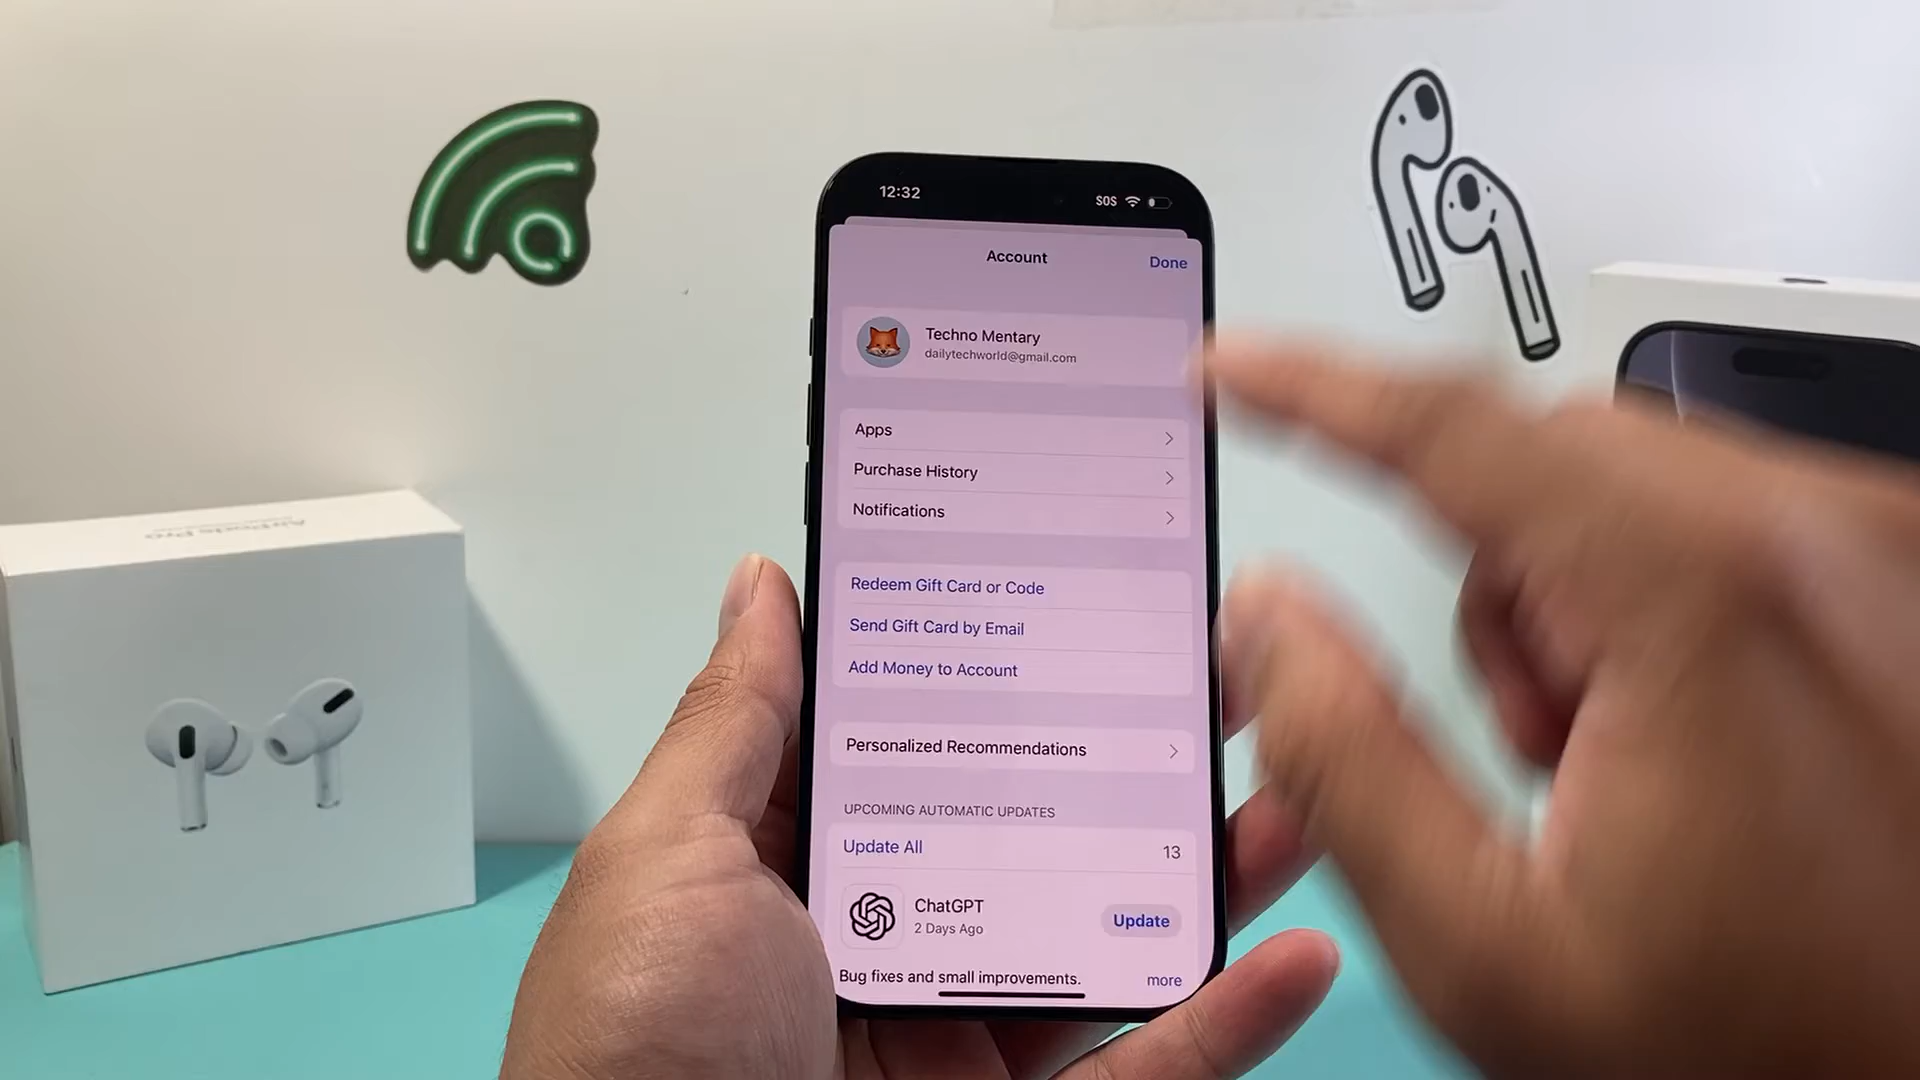 12:32
SOS
Account
Done
Techno Mentary
dailytechworld@gmail.com
Apps
Purchase History
Notifications
Redeem Gift Card or Code
Send Gift Card by Email
Add Money to Account
Personalized Recommendations
UPCOMING AUTOMATIC UPDATES
Update All
13
ChatGPT
2 Days Ago
Update
Bug fixes and small improvements.
more
AirPods Pro